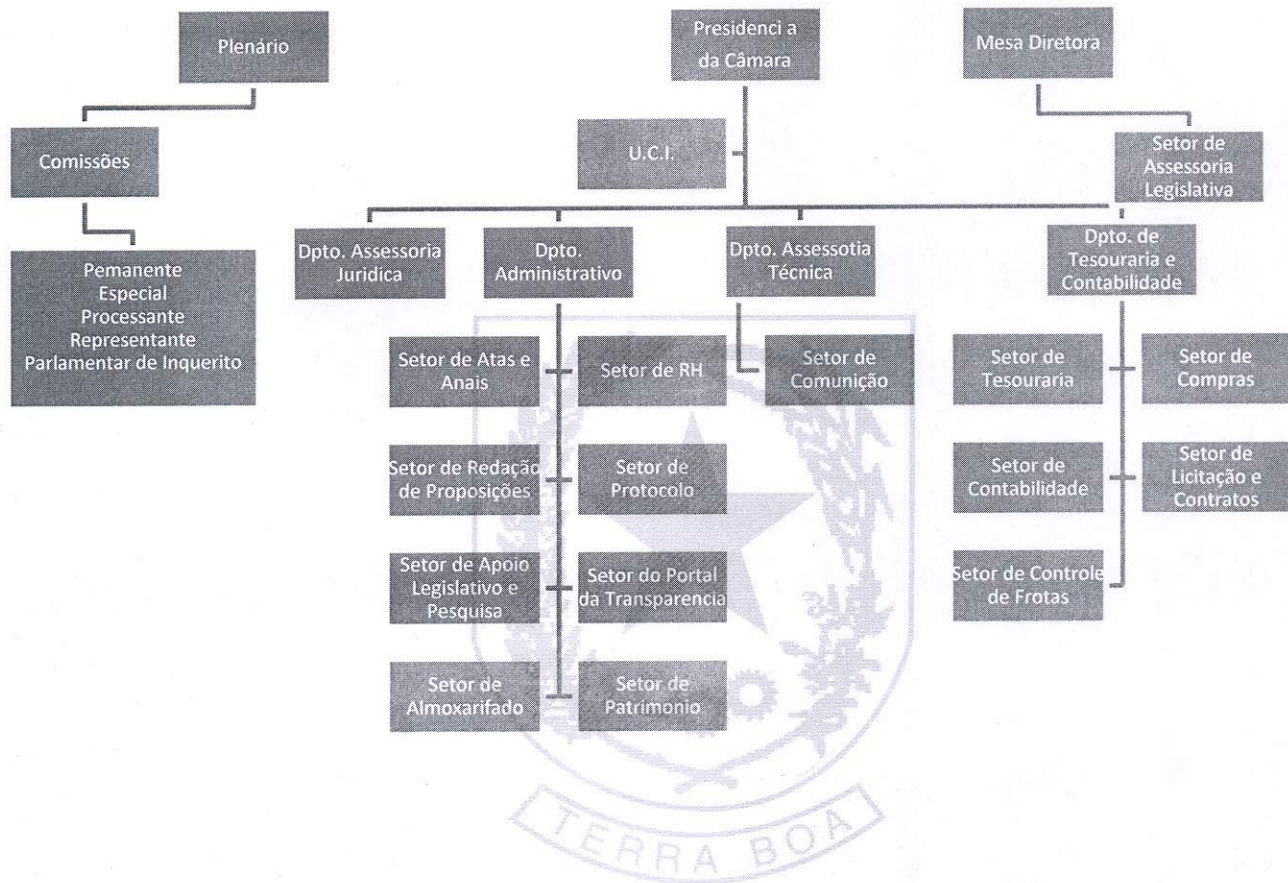 Plenário
Presidenci a
da Câmara
Mesa Diretora
Comissões
U.C.I.
Setor de
Assessoria
Legislativa
Pemanente
Especial
Processante
Representante
Parlamentar de Inquerito
Dpto. Assessoria
Juridica
Dpto.
Administrativo
Dpto. Assessotia
Técnica
Dpto. de
Tesouraria e
Contabilidade
Setor de Atas e
Anais
Setor de RH
Setor de
Comunição
Setor de
Tesouraria
Setor de
Compras
Setor de Redação
de Proposições
Setor de
Protocolo
Setor de
Contabilidade
Setor de
Licitação e
Contratos
Setor de Apoio
Legislativo e
Pesquisa
Setor do Portal
da Transparencia
Setor de Controle
de Frotas
Setor de
Almoxarifado
Setor de
Patrimonio
TERRA BOA